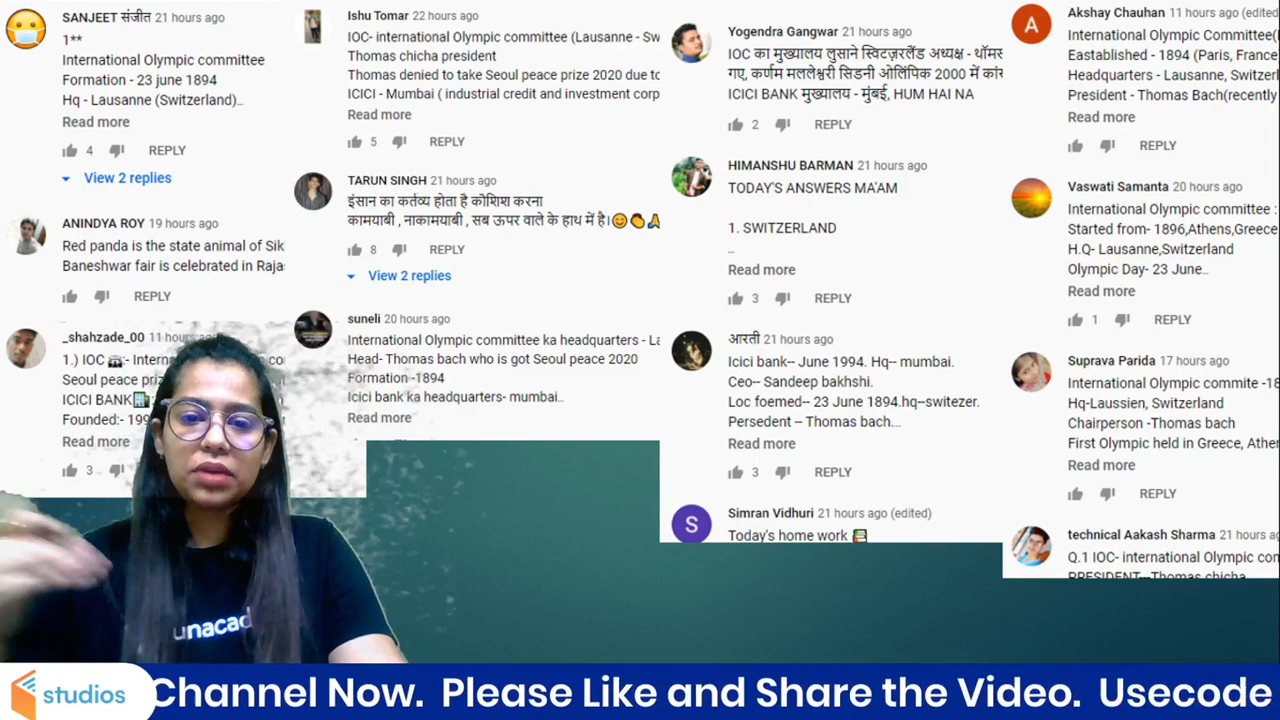 SANJEET संजीत 21 hours ago
1**
International Olympic committee
Formation - 23 june 1894
Hq - Lausanne (Switzerland)...
Read more
4 REPLY
View 2 replies
ANINDYA ROY 19 hours ago
Red panda is the state animal of Sik
Baneshwar fair is celebrated in Raja
REPLY
_shahzade_00 11 hours ago
1.) IOC :- Intern
Seoul peace priz
ICICI BANK
Founded:- 199
Read more
3
Ishu Tomar 22 hours ago
IOC- international Olympic committee (Lausanne - Sw
Thomas chicha president
Thomas denied to take Seoul peace prize 2020 due to
ICICI - Mumbai ( industrial credit and investment corp
Read more
5 REPLY
TARUN SINGH 21 hours ago
इंसान का कर्तव्य होता है कोशिश करना
कामयाबी , नाकामयाबी , सब ऊपर वाले के हाथ में है।😊👏🙏
8 REPLY
View 2 replies
suneli 20 hours ago
International Olympic committee ka headquarters - La
Head- Thomas bach who is got Seoul peace 2020
Formation -1894
Icici bank ka headquarters- mumbai...
Read more
Yogendra Gangwar 21 hours ago
IOC का मुख्यालय लुसाने स्विटज़रलैंड अध्यक्ष - थॉमस
गए, कर्णम मललेश्वरी सिडनी ओलिंपिक 2000 में कांस
ICICI BANK मुख्यालय - मुंबई, HUM HAI NA
2 REPLY
HIMANSHU BARMAN 21 hours ago
TODAY'S ANSWERS MA'AM
1. SWITZERLAND
...
Read more
3 REPLY
आरती 21 hours ago
Icici bank-- June 1994. Hq-- mumbai.
Ceo-- Sandeep bakhshi.
Loc foemed-- 23 June 1894.hq--switezer.
Persedent -- Thomas bach...
Read more
3 REPLY
S
Simran Vidhuri 21 hours ago (edited)
Today's home work
A
Akshay Chauhan 11 hours ago (edited
International Olympic Committee(I
Eastablished - 1894 (Paris, France
Headquarters - Lausanne, Switzerl
President - Thomas Bach(recently
Read more
REPLY
Vaswati Samanta 20 hours ago
International Olympic committee :
Started from- 1896,Athens,Greece
H.Q- Lausanne,Switzerland
Olympic Day- 23 June...
Read more
1 REPLY
Suprava Parida 17 hours ago
International Olympic commite -18
Hq-Laussien, Switzerland
Chairperson -Thomas bach
First Olympic held in Greece, Ather
Read more
REPLY
technical Aakash Sharma 21 hours ag
Q.1 IOC- international Olympic con
PRESIDENT--Thomas chicha
unacad
studios
Channel Now. Please Like and Share the Video. Usecode